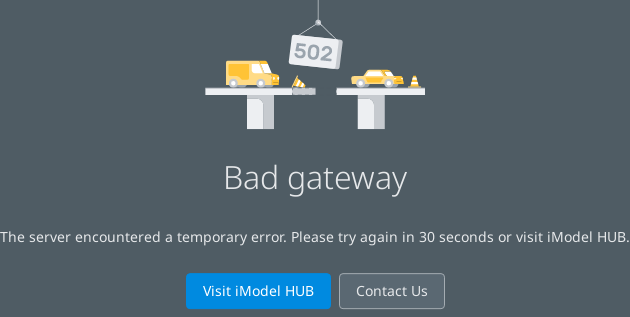 502
Bad gateway
The server encountered a temporary error. Please try again in 30 seconds or visit iModel HUB.
Visit iModel HUB
Contact Us